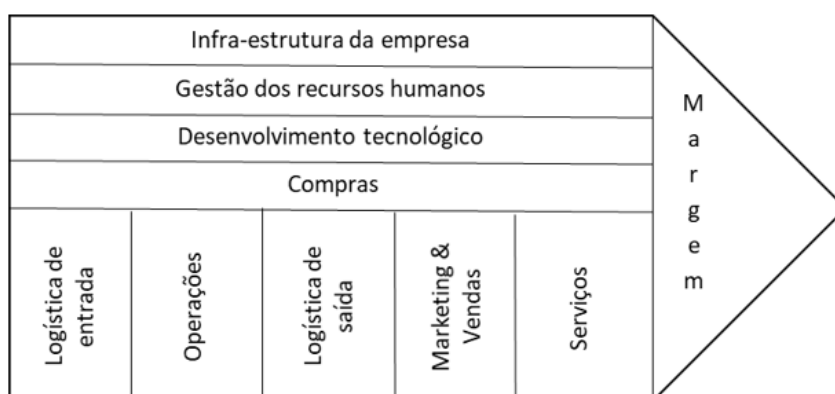 Infra-estrutura da empresa
Gestão dos recursos humanos
Desenvolvimento tecnológico
Compras
Logística de
entrada
Operações
Logística de
saída
Marketing &
Vendas
Serviços
Margem